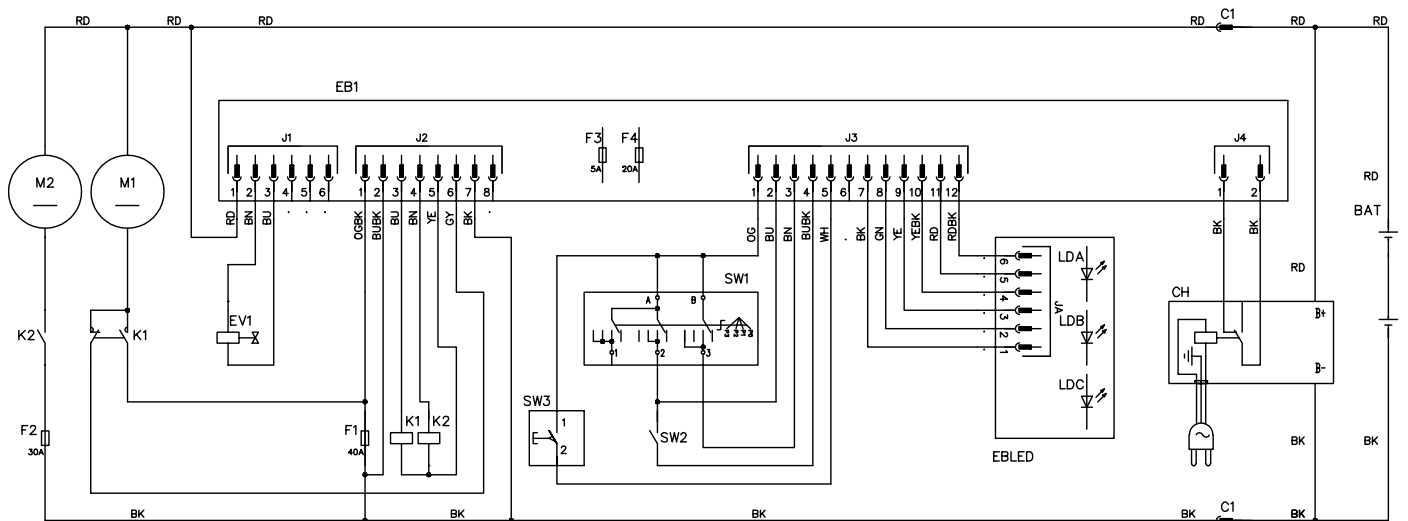 RD RD RD RD C1 RD RD
EB1
J1 J2 F3 F4 J3 J4
5A 20A
M2 M1 RD
1 2 3 4 5 6 1 2 3 4 5 6 7 8 1 2 3 4 5 6 7 8 9 10 11 12 1 2
BAT
RD BN BU . . . OGBK BUBK BU BN YE GY BK . OG BU BN BUBK WH . BK GN YE YEBK RD RDBK BK BK
. 6 LDA
SW1 . 5 RD
A B . 4 CH
JA
K2 K1 EV1 . 3 LDB B+
. 2
1 2 3 . 1
B-
LDC
SW3
F2 F1 K1 K2 1 SW2
30A 40A 2 EBLED BK BK
BK BK BK BK C1 BK